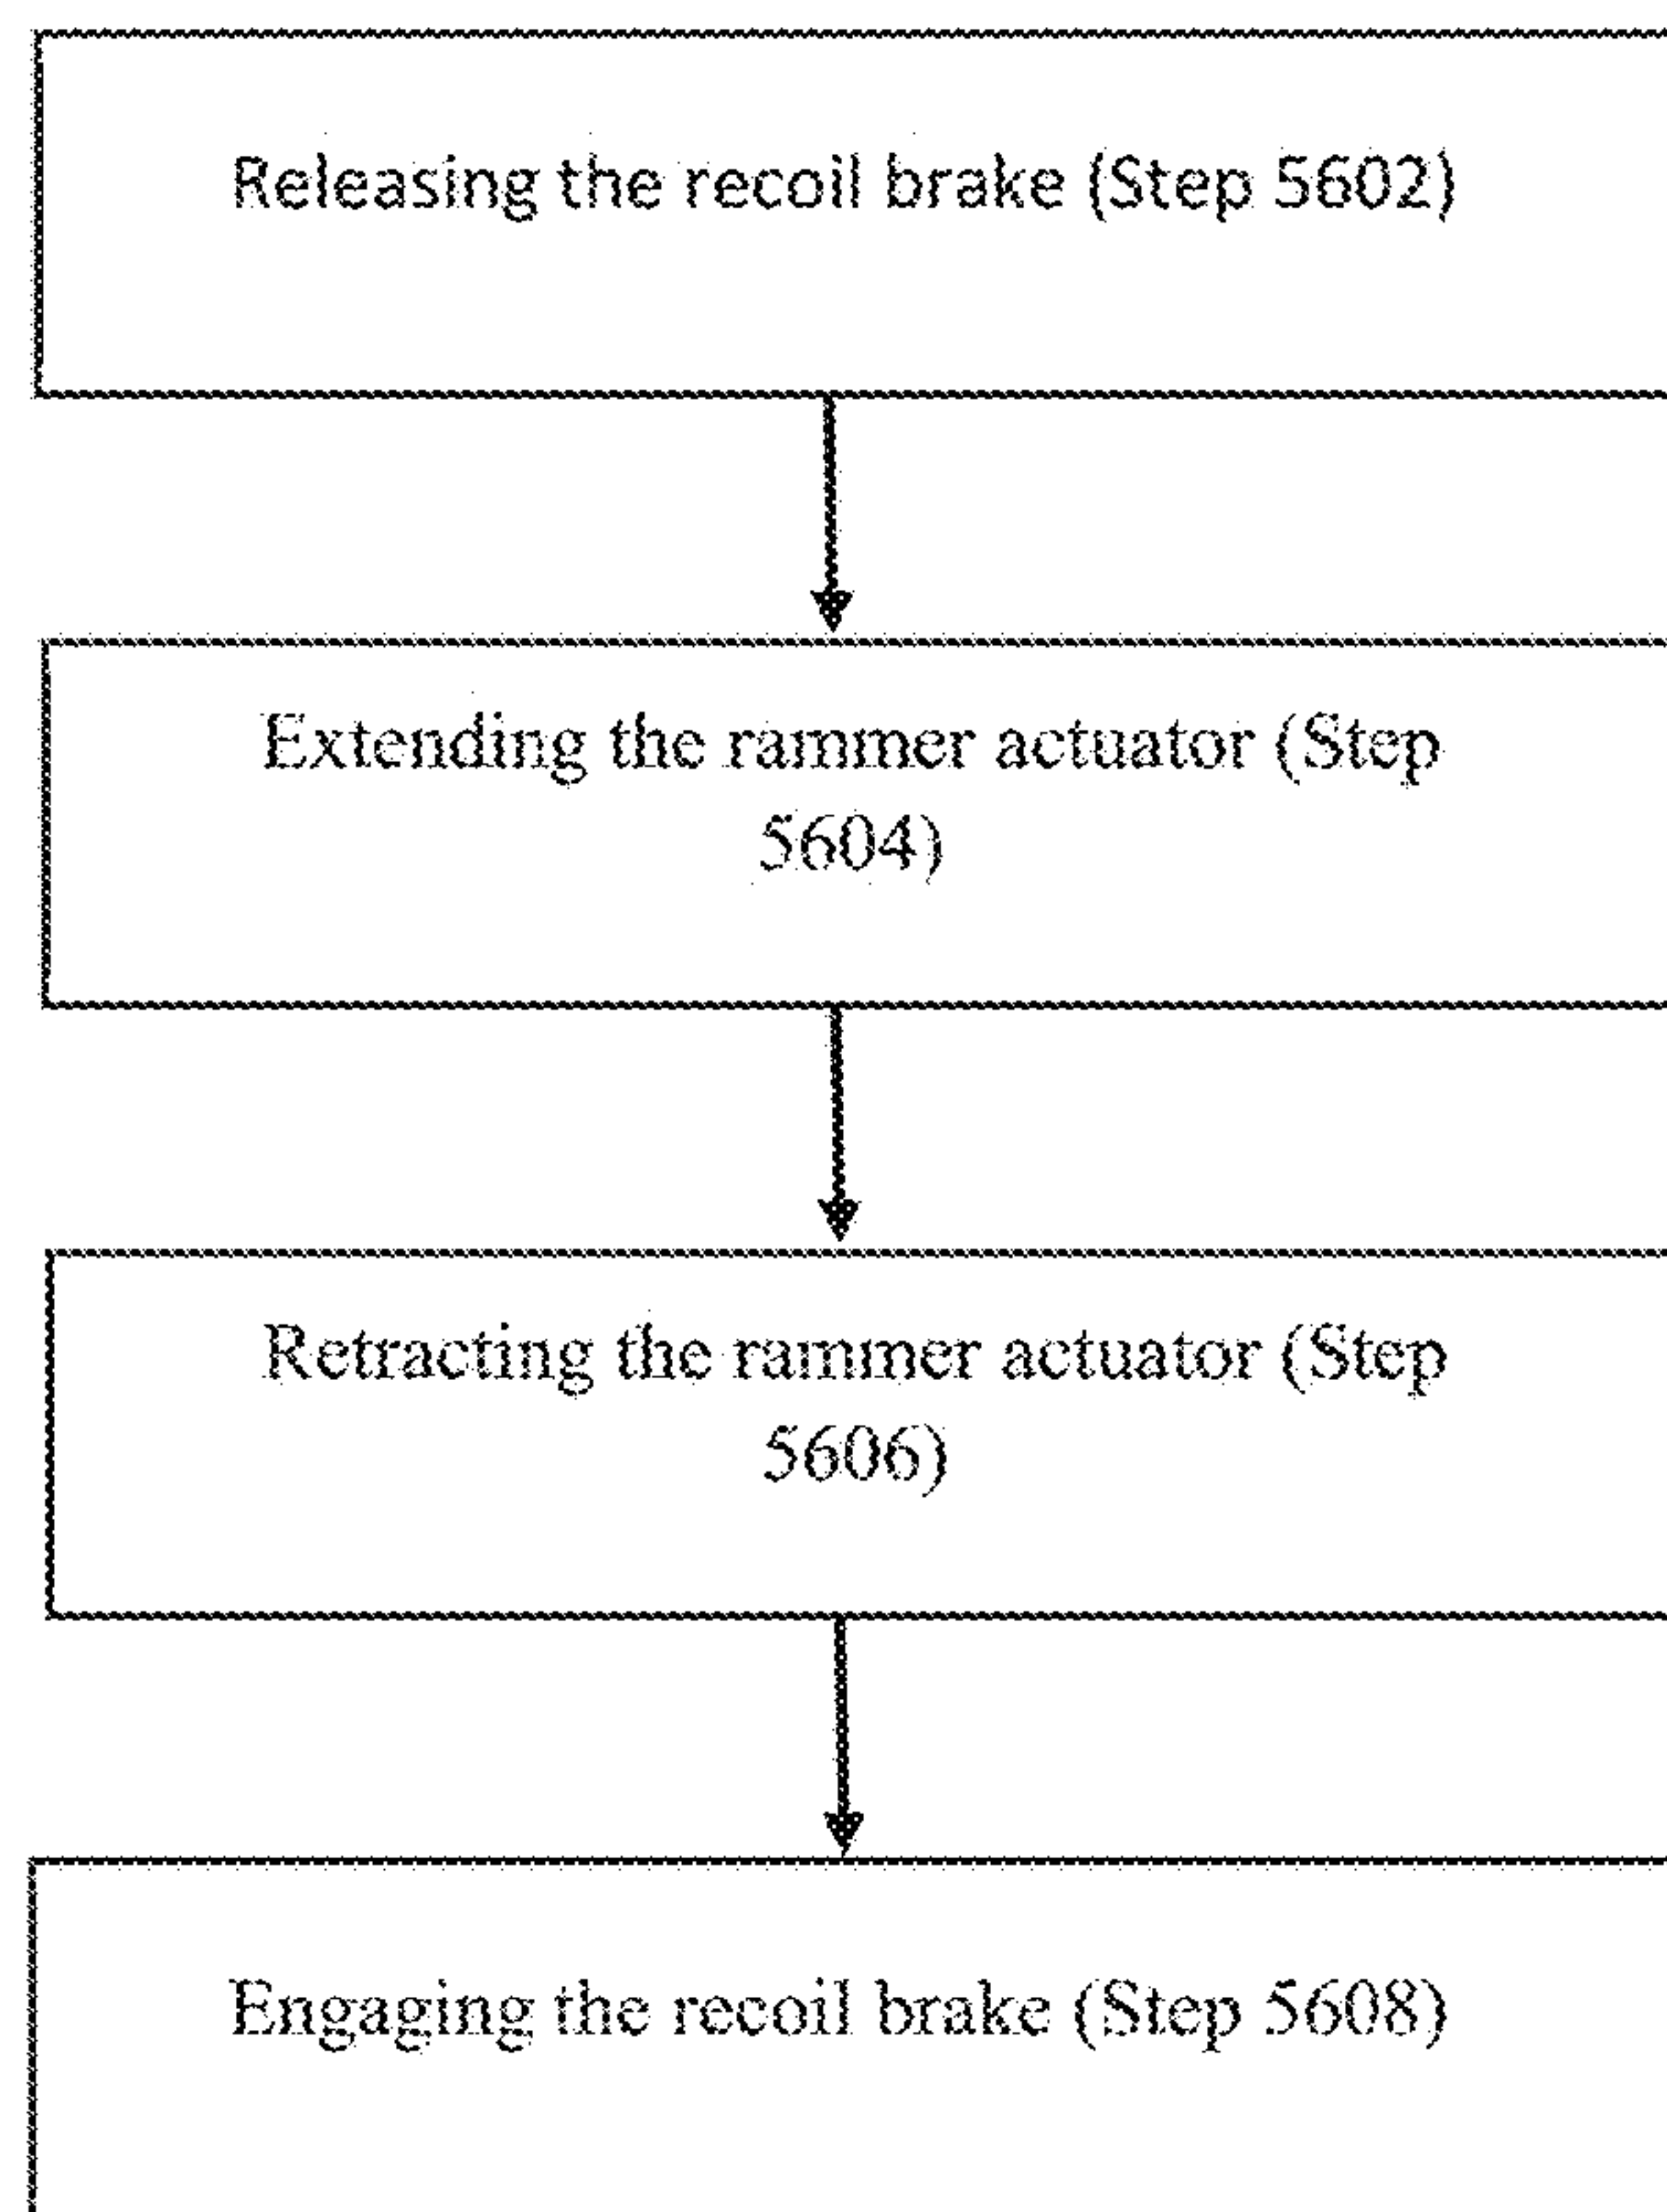 Releasing the recoil brake (Step 5602)
Extending the rammer actuator (Step
5604)
Retracting the rammer actuator (Step
5606)
Engaging the recoil brake (Step 5608)